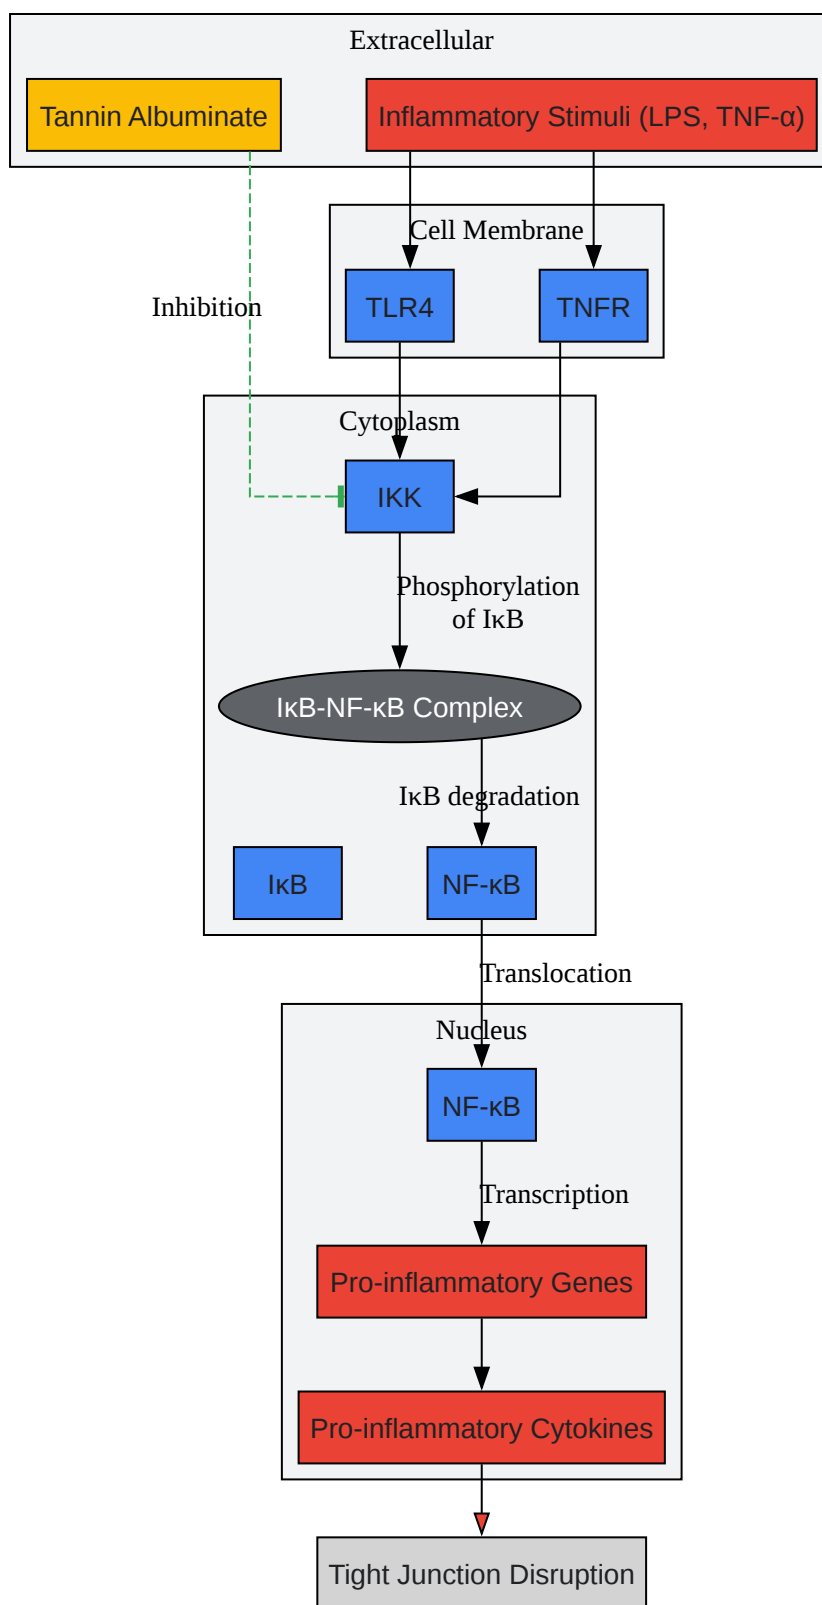 Extracellular
Tannin Albuminate
Inflammatory Stimuli (LPS, TNF-α)
Cell Membrane
Inhibition
TLR4
TNFR
Cytoplasm
IKK
Phosphorylation
of IκB
IκB-NF-κB Complex
IκB degradation
IκB
NF-κB
Translocation
Nucleus
NF-κB
Transcription
Pro-inflammatory Genes
Pro-inflammatory Cytokines
Tight Junction Disruption